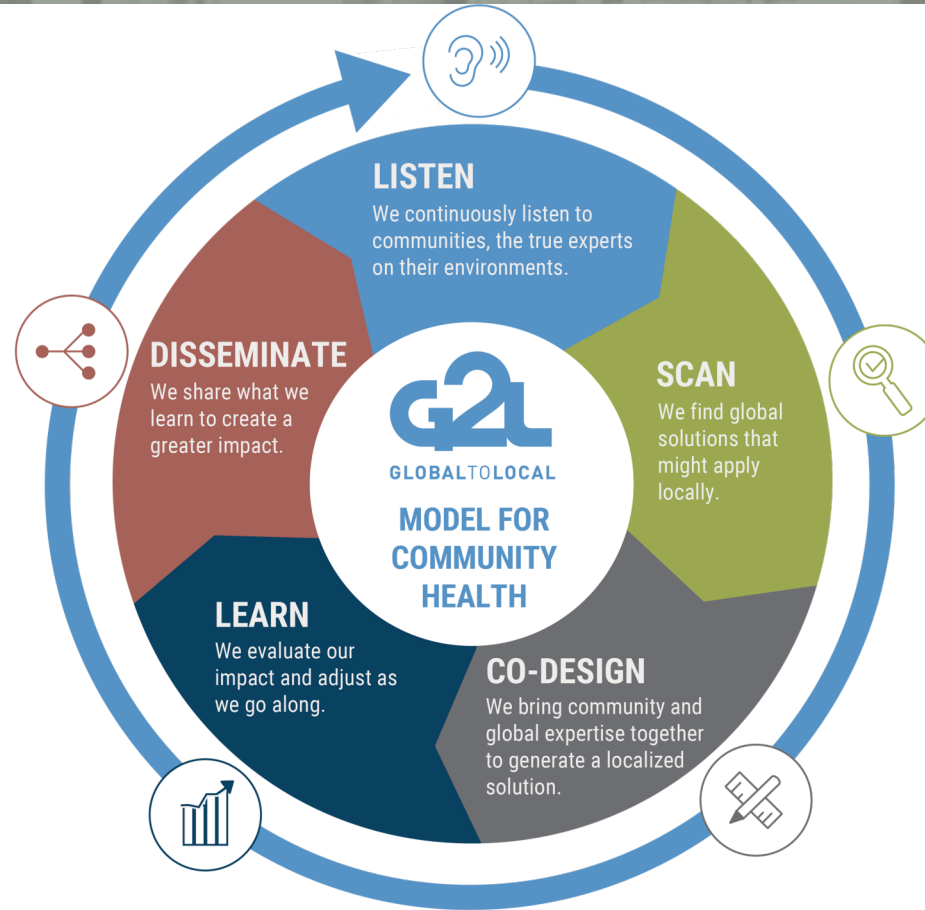 LISTEN
We continuously listen to
communities, the true experts
on their environments.
SCAN
We find global
solutions that
might apply
locally.
CO-DESIGN
We bring community and
global expertise together
to generate a localized
solution.
LEARN
We evaluate our
impact and adjust as
we go along.
DISSEMINATE
We share what we
learn to create a
greater impact.
G2L
GLOBALTOLOCAL
MODEL FOR
COMMUNITY
HEALTH